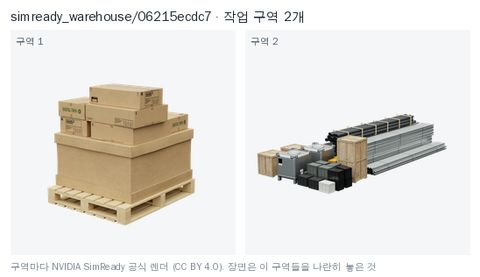 simready_warehouse/06215ecdc7 · 작업 구역 2개
구역 1
구역 2
구역마다 NVIDIA SimReady 공식 렌더 (CC BY 4.0). 장면은 이 구역들을 나란히 놓은 것